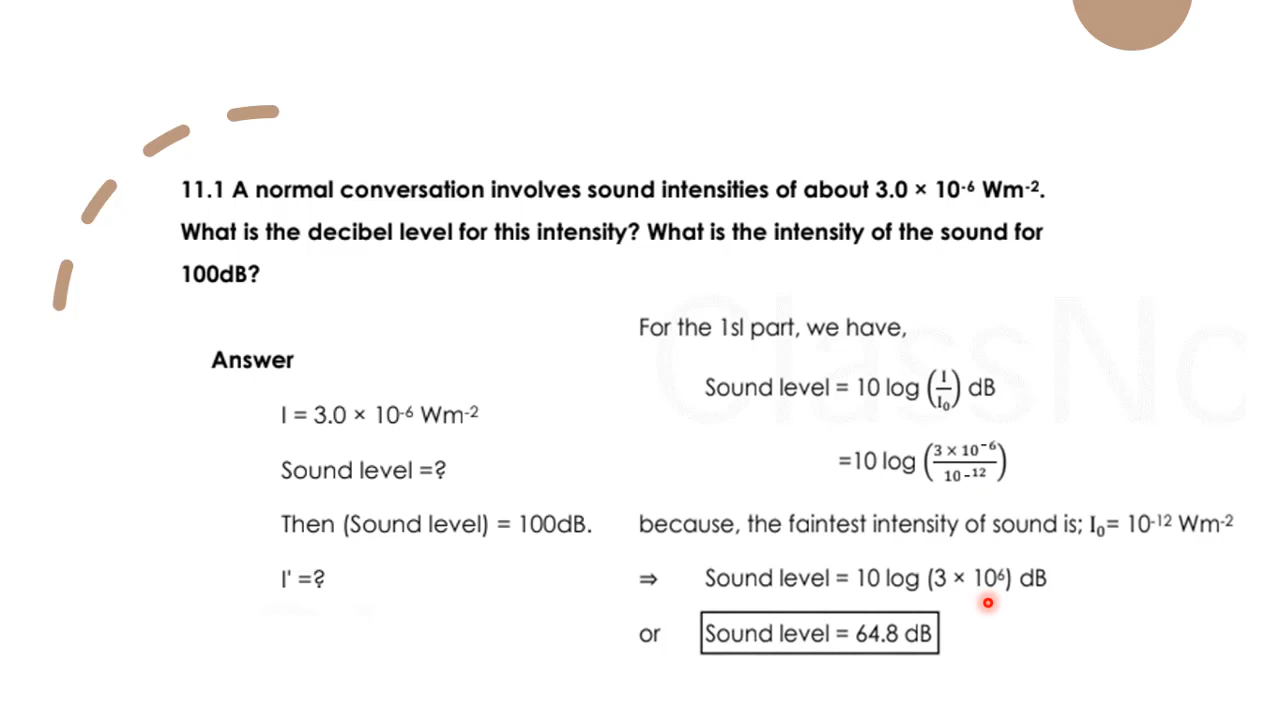 11.1 A normal conversation involves sound intensities of about 3.0 × 10⁻⁶ Wm⁻².
What is the decibel level for this intensity? What is the intensity of the sound for
100dB?
Answer
I = 3.0 × 10⁻⁶ Wm⁻²
Sound level =?
Then (Sound level) = 100dB.
I' =?
For the 1sl part, we have,
Sound level = 10 log (I/I₀) dB
=10 log (3 × 10⁻⁶/10⁻¹²)
because, the faintest intensity of sound is; I₀= 10⁻¹² Wm⁻²
⇒ Sound level = 10 log (3 × 10⁶) dB
or Sound level = 64.8 dB
ClassNo